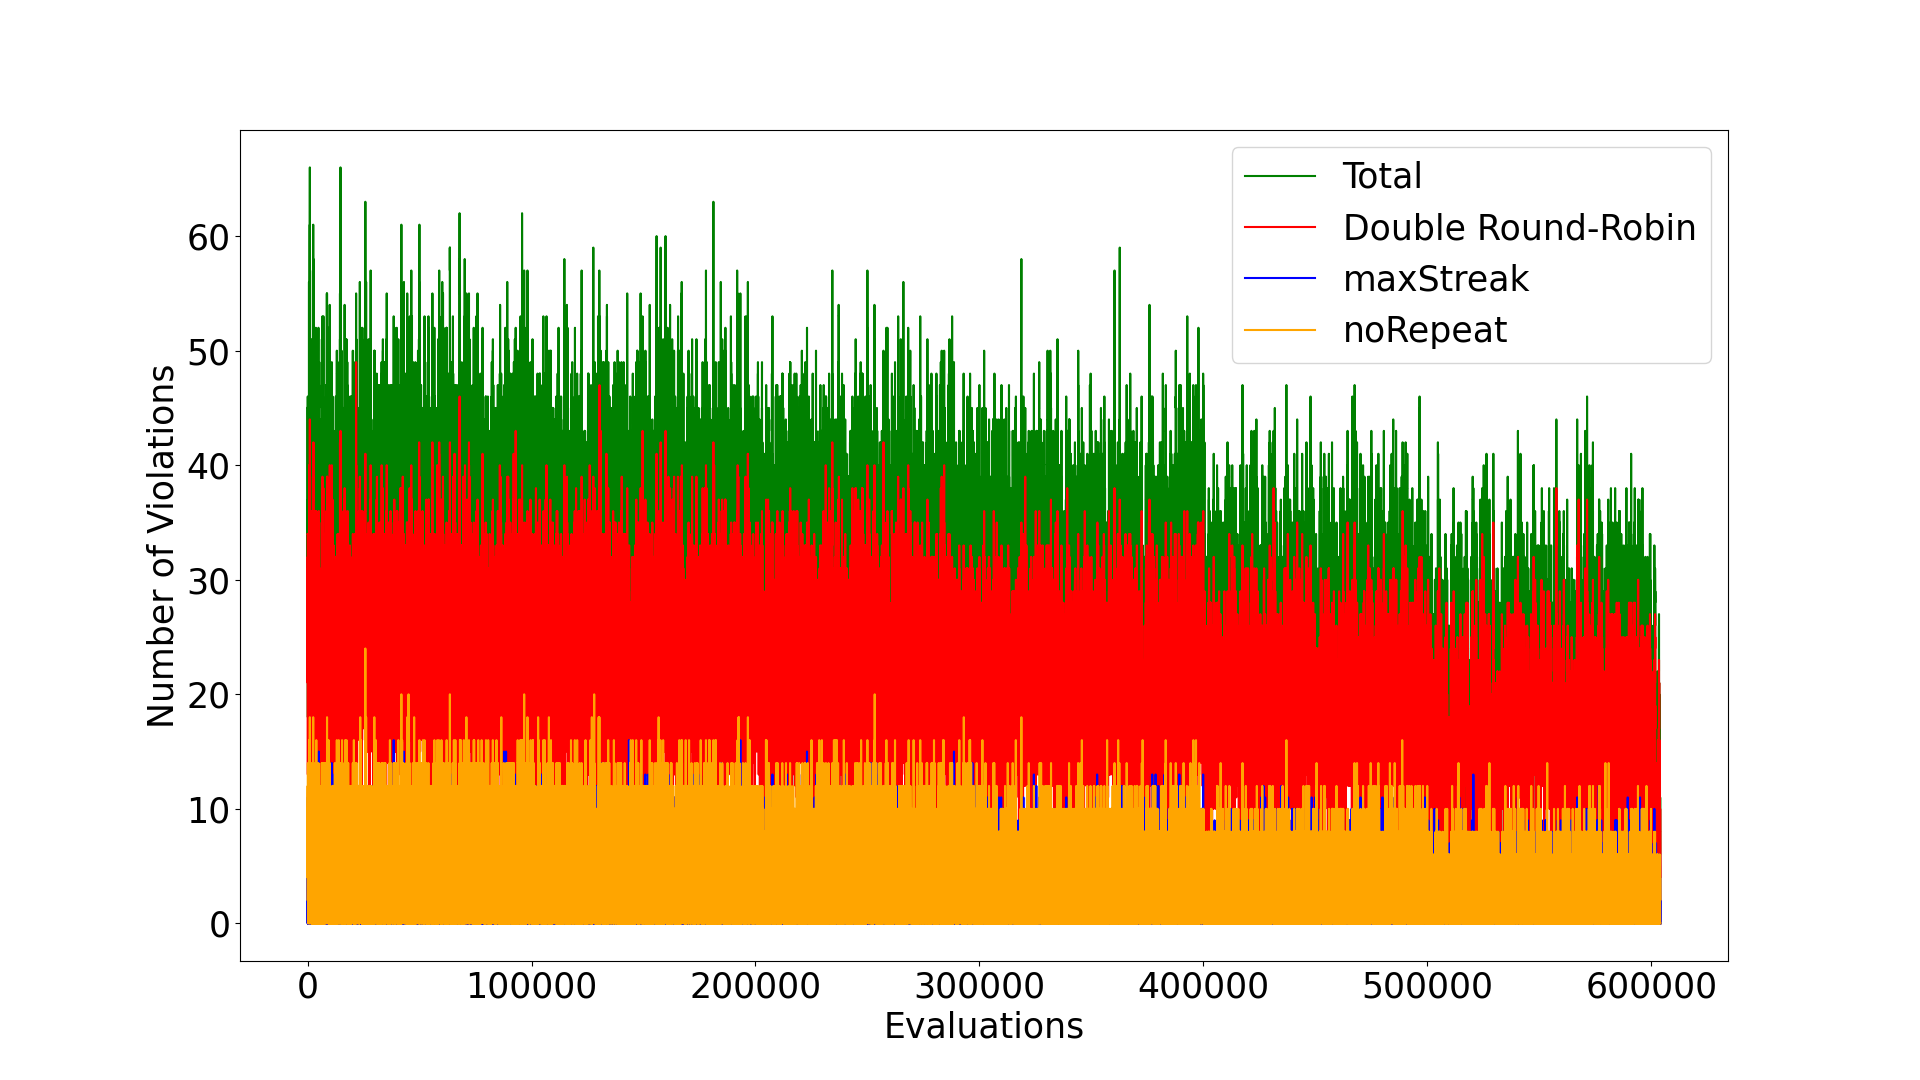 Total
Double Round-Robin
maxStreak
noRepeat
Number of Violations
60
50
40
30
20
10
0
0 100000 200000 300000 400000 500000 600000
Evaluations